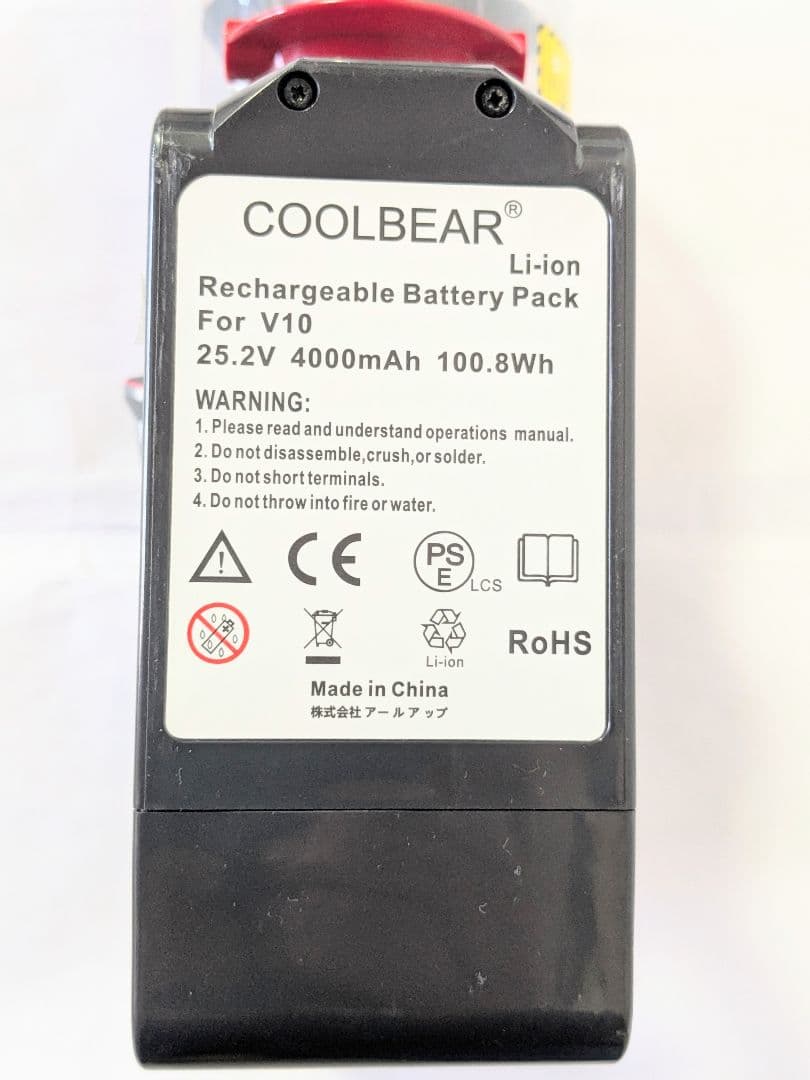 COOLBEAR®
Li-ion
Rechargeable Battery Pack
For V10
25.2V 4000mAh 100.8Wh
WARNING:
1. Please read and understand operations manual.
2. Do not disassemble,crush,or solder.
3. Do not short terminals.
4. Do not throw into fire or water.
CE PSE LCS
Li-ion
RoHS
Made in China
株式会社アールアップ